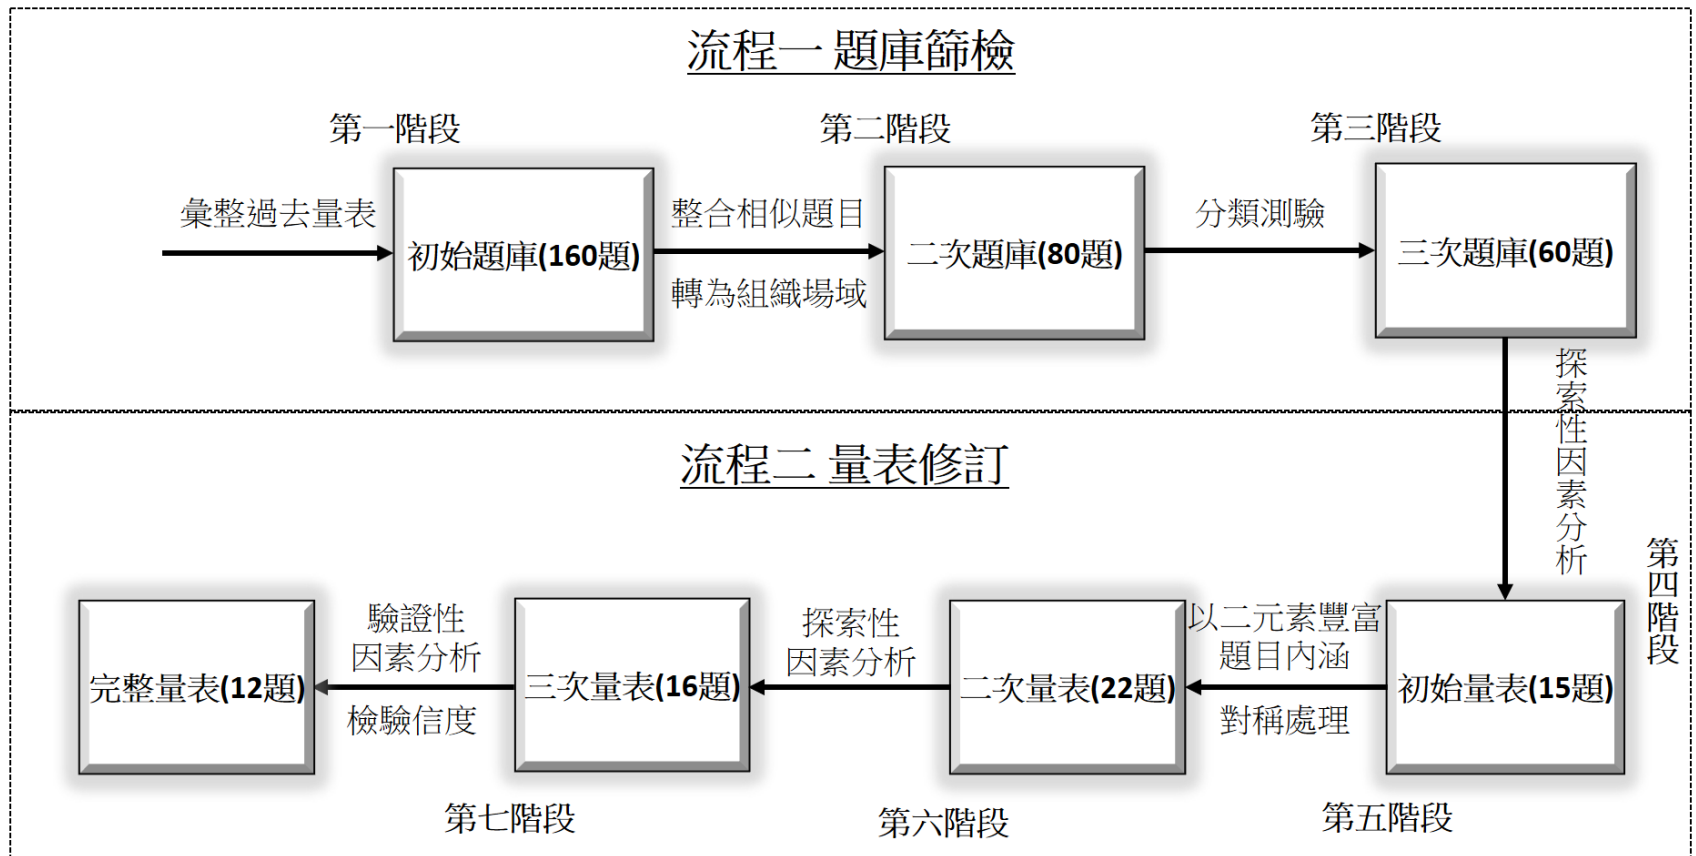 流程一 題庫篩檢
第一階段
第二階段
第三階段
彙整過去量表
初始題庫(160題)
整合相似題目
轉為組織場域
二次題庫(80題)
分類測驗
三次題庫(60題)
探索性因素分析
流程二 量表修訂
第四階段
初始量表(15題)
以二元素豐富
題目內涵
對稱處理
第五階段
二次量表(22題)
探索性
因素分析
第六階段
三次量表(16題)
驗證性
因素分析
檢驗信度
第七階段
完整量表(12題)